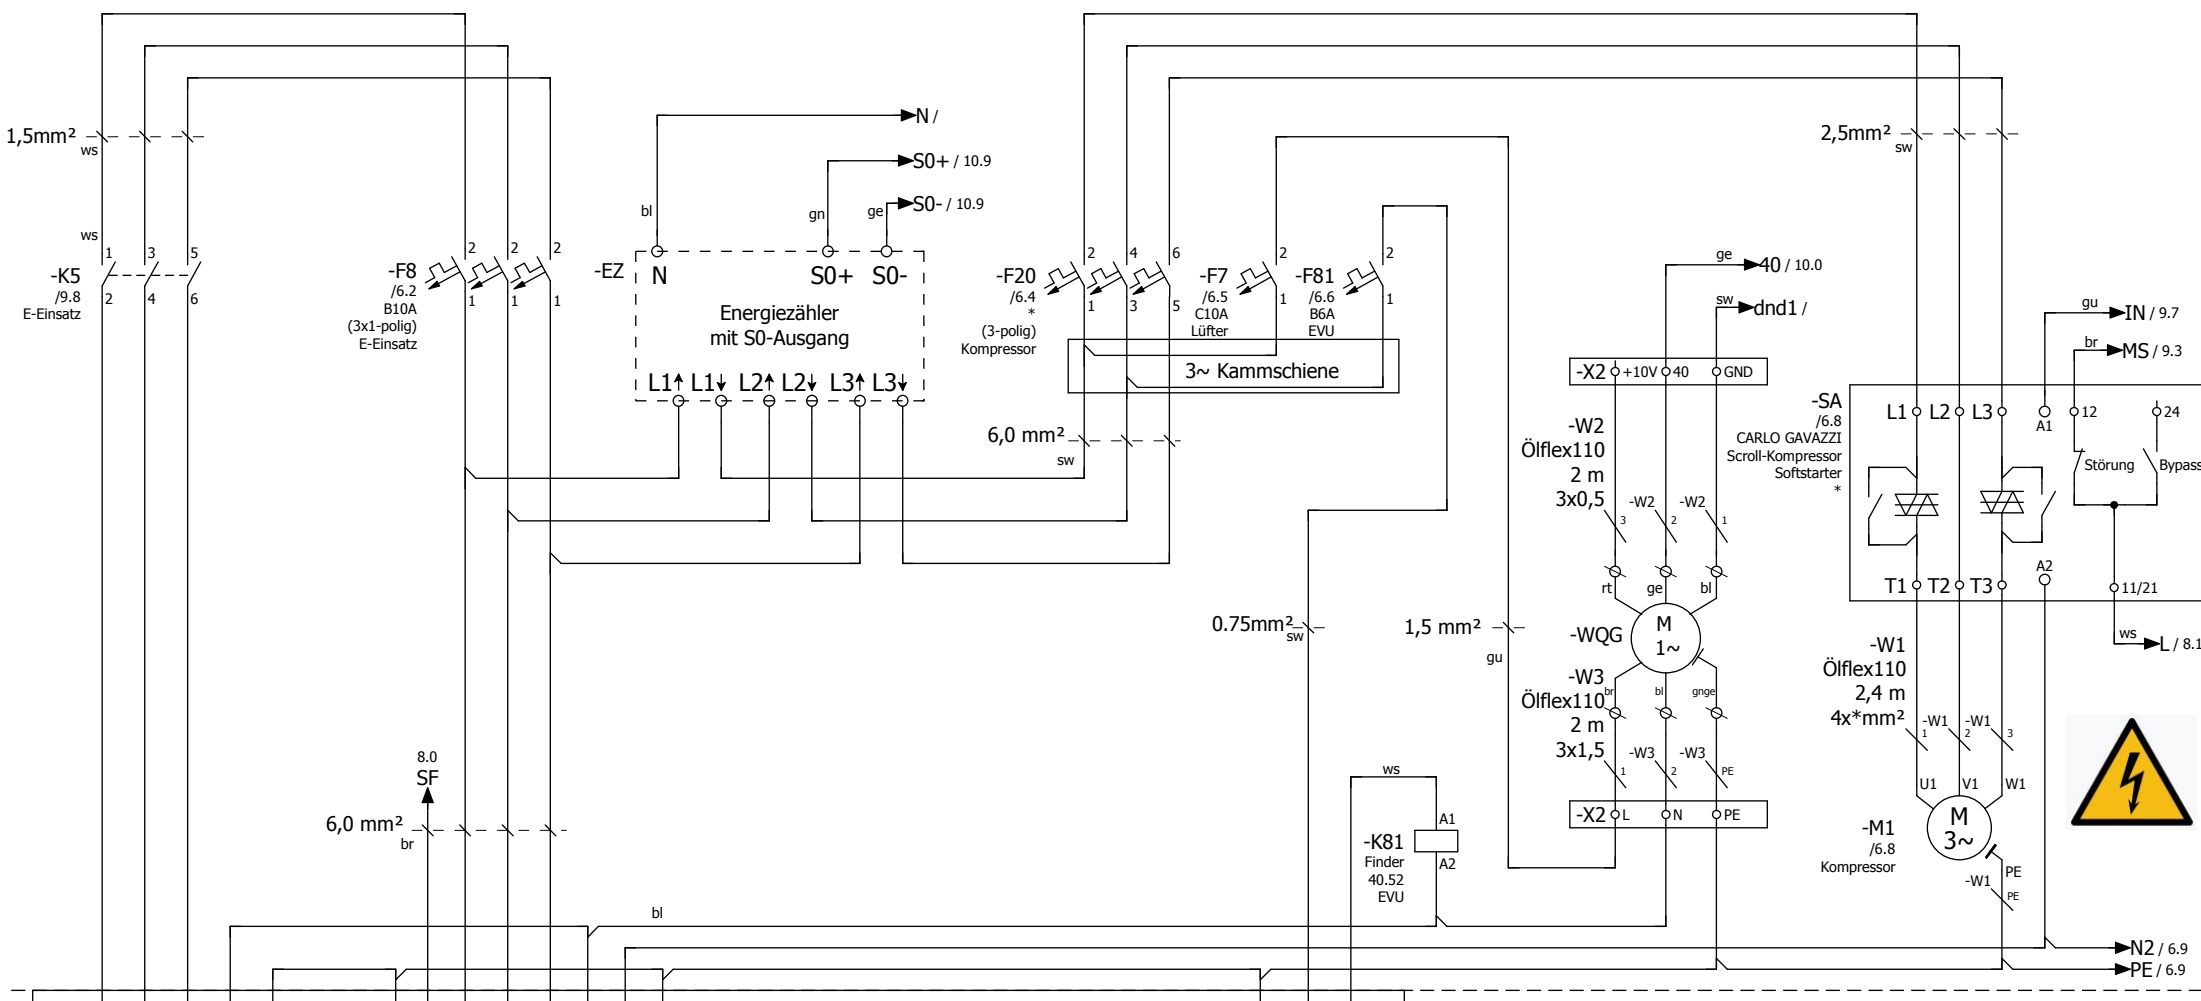 1,5mm²
ws
ws
1 3 5
-K5
/9.8
E-Einsatz
2 4 6
2 2 2
-F8
/6.2
B10A
(3x1-polig)
E-Einsatz
1 1 1
N /
S0+ / 10.9
S0- / 10.9
bl gn ge
-EZ
N S0+ S0-
Energiezähler
mit S0-Ausgang
L1↑ L1↓ L2↑ L2↓ L3↑ L3↓
2 4 6
-F20
/6.4
*
(3-polig)
Kompressor
1 3 5
2
-F7
/6.5
C10A
Lüfter
1
2
-F81
/6.6
B6A
EVU
1
3~ Kammschiene
6,0 mm²
sw
ge
40 / 10.0
sw
dnd1 /
-X2 +10V 40 GND
-W2
Ölflex110
2 m
3x0,5
-W2 -W2
3 2 1
rt ge bl
-WQG
M
1~
-W3
Ölflex110
2 m
3x1,5
br bl gnge
-W3 -W3
1 2 PE
-X2 L N PE
0.75mm²
sw
1,5 mm²
gu
2,5mm²
sw
gu
IN / 9.7
br
MS / 9.3
-SA
/6.8
CARLO GAVAZZI
Scroll-Kompressor
Softstarter
*
L1 L2 L3 A1 12 24
Störung Bypass
T1 T2 T3 A2 11/21
ws
L / 8.1
-W1
Ölflex110
2,4 m
4x*mm²
-W1 -W1
1 2 3
U1 V1 W1
-M1
/6.8
Kompressor
M
3~
PE
-W1
PE
8.0
SF
6,0 mm²
br
ws
A1
-K81
Finder
40.52
EVU
A2
bl
N2 / 6.9
PE / 6.9